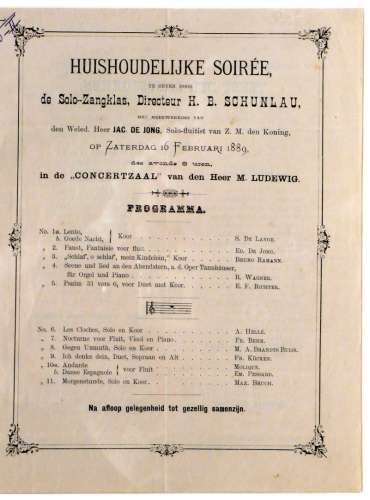 HUISHOUDELIJKE SOIRÉE,
TE GEVEN DOOR
de Solo-Zangklas, Directeur H. B. SCHUNLAU,
MET MEDEWERKING VAN
den Weled. Heer JAC. DE JONG, Solo-fluitist van Z. M. den Koning,
OP ZATERDAG 16 FEBRUARI 1889,
des avonds 8 uren,
in de „CONCERTZAAL" van den Heer M. LUDWIG.
PROGRAMMA.
No. 1a. Lento,
b. Goede Nacht, } Koor . . . . . . . . S. DE LANGE.
„ 2. Faust, Fantaisie voor fluit . . . . . . . . ED. DE JONG.
„ 3. „Schlaf', o schlaf', mein Kindelein," Koor . . . . BRUNO RAMANN.
„ 4. Scene und lied an den Abendstern, a. d. Oper Tannhäuser,
für Orgel und Piano . . . . . . . . R. WAGNER.
„ 5. Psalm 31 vers 6, voor Duet met Koor . . . . . . E. F. RICHTER.
No. 6. Les Cloches, Solo en Koor . . . . . . . . A. HELLÉ.
„ 7. Nocturne voor Fluit, Viool en Piano . . . . . . FR. BEHR.
„ 8. Gegen Unmuth, Solo en Koor . . . . . . . . M. A. BRANDTS BUIJS.
„ 9. Ich denke dein, Duet, Sopraan en Alt . . . . . . FR. KÜCKEN.
„ 10a. Andante
b. Danse Espagnole } voor Fluit . . . . . . MOLIQUE.
EM. PESSARD.
„ 11. Morgenstunde, Solo en Koor . . . . . . . . MAX. BRUCH.
Na afloop gelegenheid tot gezellig samenzijn.